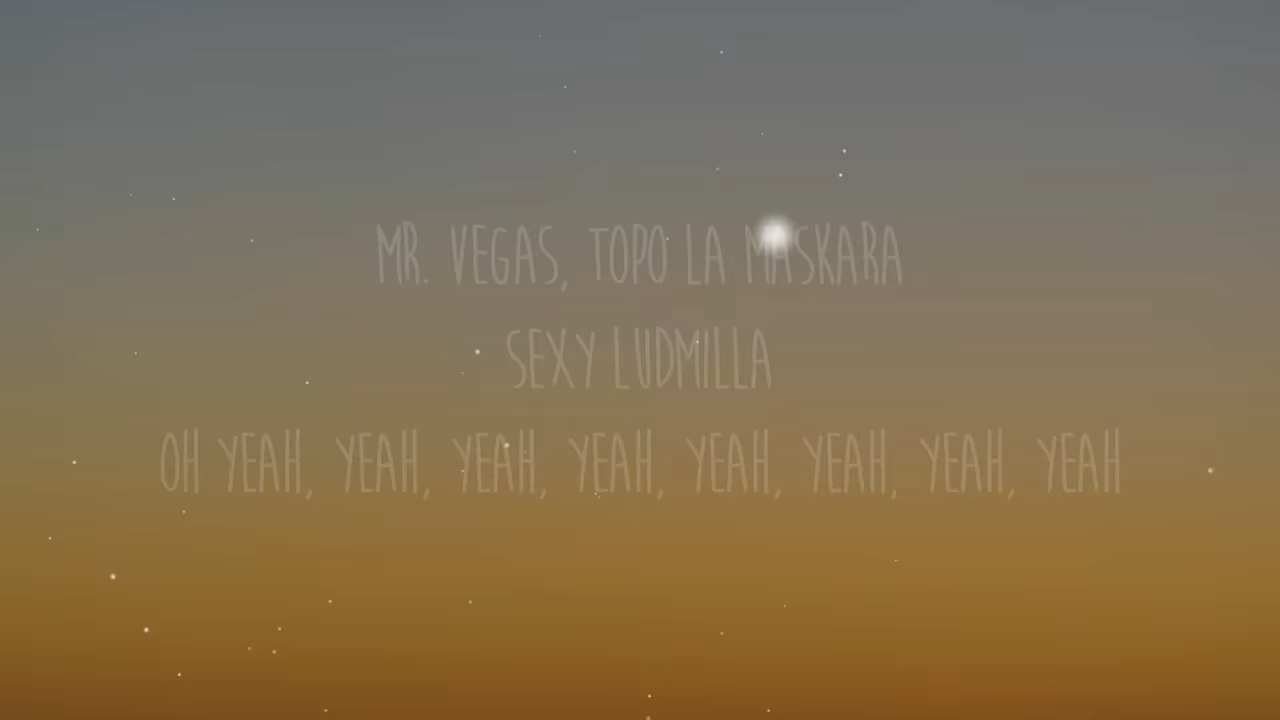 MR. VEGAS, TOPO LA MASKARA
SEXY LUDMILLA
OH YEAH, YEAH, YEAH, YEAH, YEAH, YEAH, YEAH, YEAH